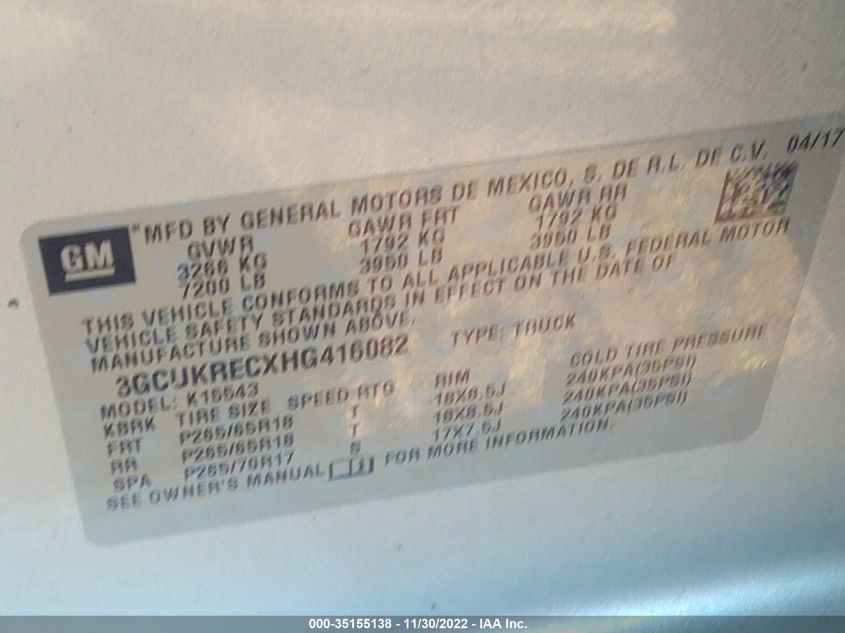 GM
*MFD BY GENERAL MOTORS DE MEXICO, S. DE R.L. DE C.V. 04/17
GVWR GAWR FRT GAWR RR
3266 KG 1792 KG 1792 KG
7200 LB 3950 LB 3950 LB
THIS VEHICLE CONFORMS TO ALL APPLICABLE U.S. FEDERAL MOTOR
VEHICLE SAFETY STANDARDS IN EFFECT ON THE DATE OF
MANUFACTURE SHOWN ABOVE.
3GCUKRECXHG416082 TYPE: TRUCK
MODEL: K15543
KBRK TIRE SIZE SPEED RTG RIM COLD TIRE PRESSURE
FRT P265/65R18 T 18X8.5J 240KPA(35PSI)
RR P265/65R18 T 18X8.5J 240KPA(35PSI)
SPA P265/70R17 S 17X7.5J 240KPA(35PSI)
SEE OWNER'S MANUAL FOR MORE INFORMATION.
000-35155138 - 11/30/2022 - IAA Inc.